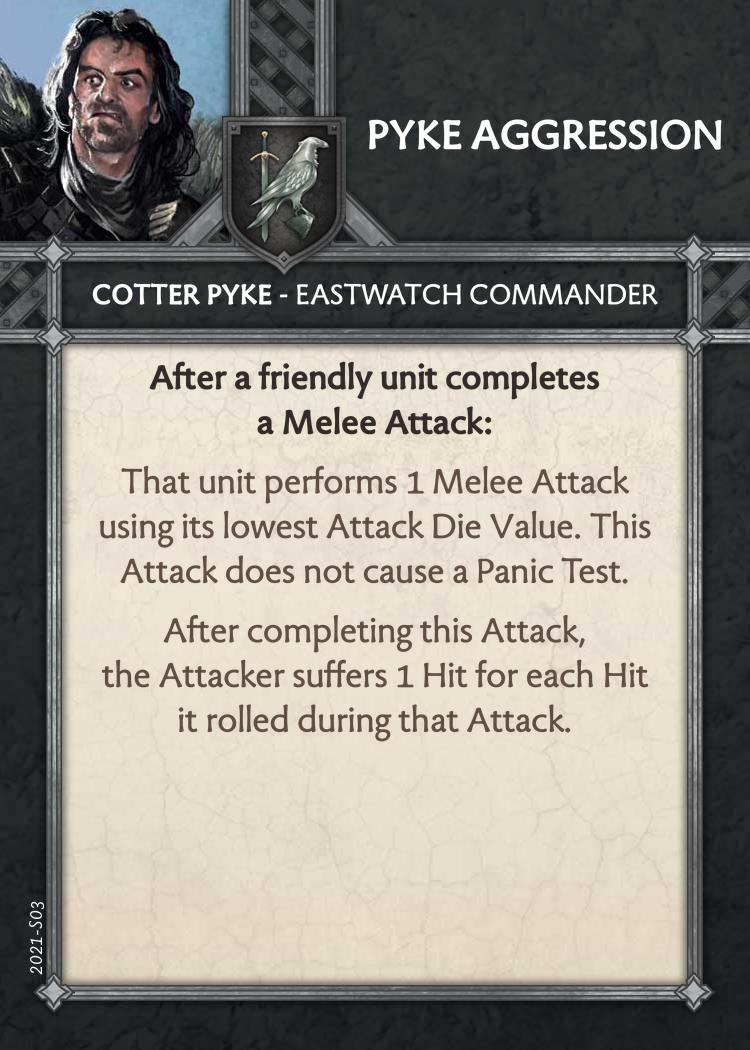 PYKE AGGRESSION
COTTER PYKE - EASTWATCH COMMANDER
After a friendly unit completes
a Melee Attack:
That unit performs 1 Melee Attack
using its lowest Attack Die Value. This
Attack does not cause a Panic Test.
After completing this Attack,
the Attacker suffers 1 Hit for each Hit
it rolled during that Attack.
2021-S03